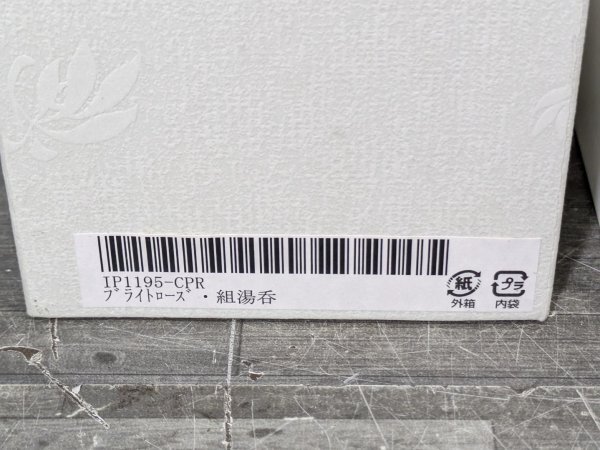 IP1195-CPR
ﾌﾞﾗｲﾄﾛｰｽﾞ・組湯呑
紙
外箱
プラ
内袋